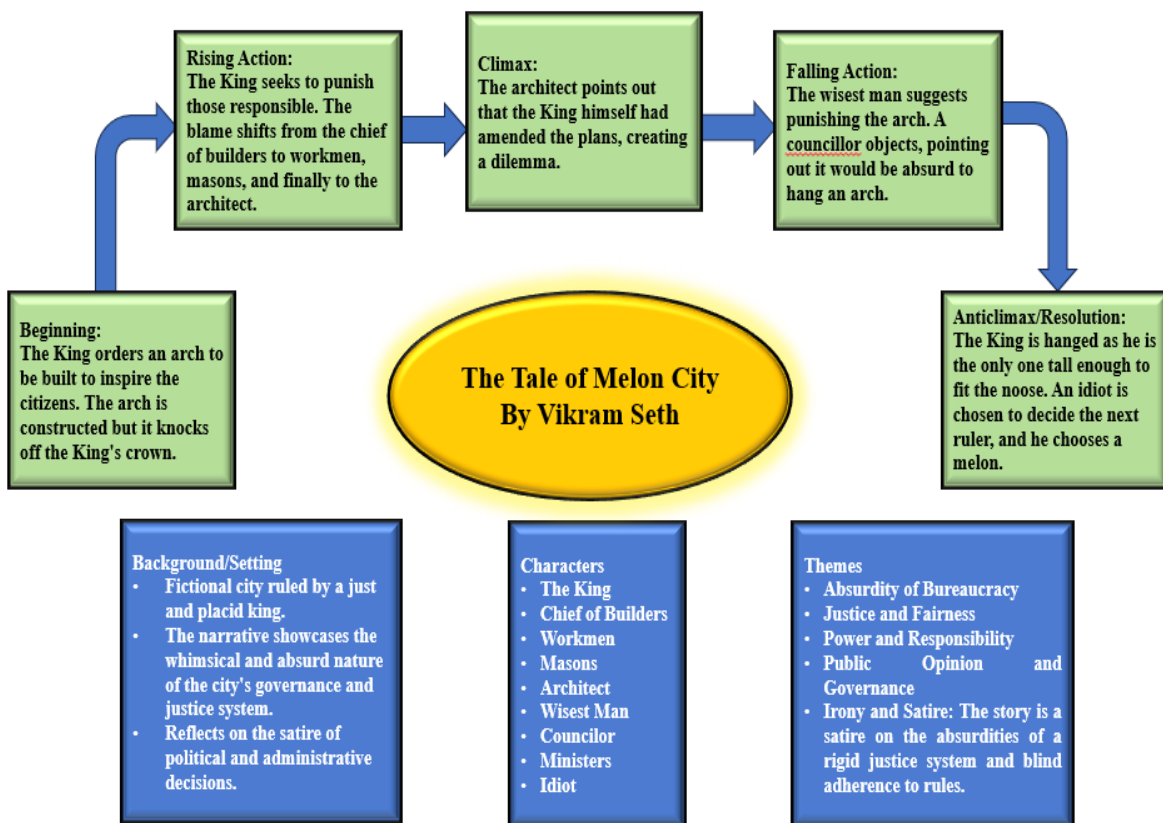 Beginning:
The King orders an arch to
be built to inspire the
citizens. The arch is
constructed but it knocks
off the King's crown.
Rising Action:
The King seeks to punish
those responsible. The
blame shifts from the chief
of builders to workmen,
masons, and finally to the
architect.
Climax:
The architect points out
that the King himself had
amended the plans, creating
a dilemma.
Falling Action:
The wisest man suggests
punishing the arch. A
councillor objects, pointing
out it would be absurd to
hang an arch.
Anticlimax/Resolution:
The King is hanged as he is
the only one tall enough to
fit the noose. An idiot is
chosen to decide the next
ruler, and he chooses a
melon.
The Tale of Melon City
By Vikram Seth
Background/Setting
• Fictional city ruled by a just
and placid king.
• The narrative showcases the
whimsical and absurd nature
of the city's governance and
justice system.
• Reflects on the satire of
political and administrative
decisions.
Characters
• The King
• Chief of Builders
• Workmen
• Masons
• Architect
• Wisest Man
• Councilor
• Ministers
• Idiot
Themes
• Absurdity of Bureaucracy
• Justice and Fairness
• Power and Responsibility
• Public Opinion and
Governance
• Irony and Satire: The story is a
satire on the absurdities of a
rigid justice system and blind
adherence to rules.